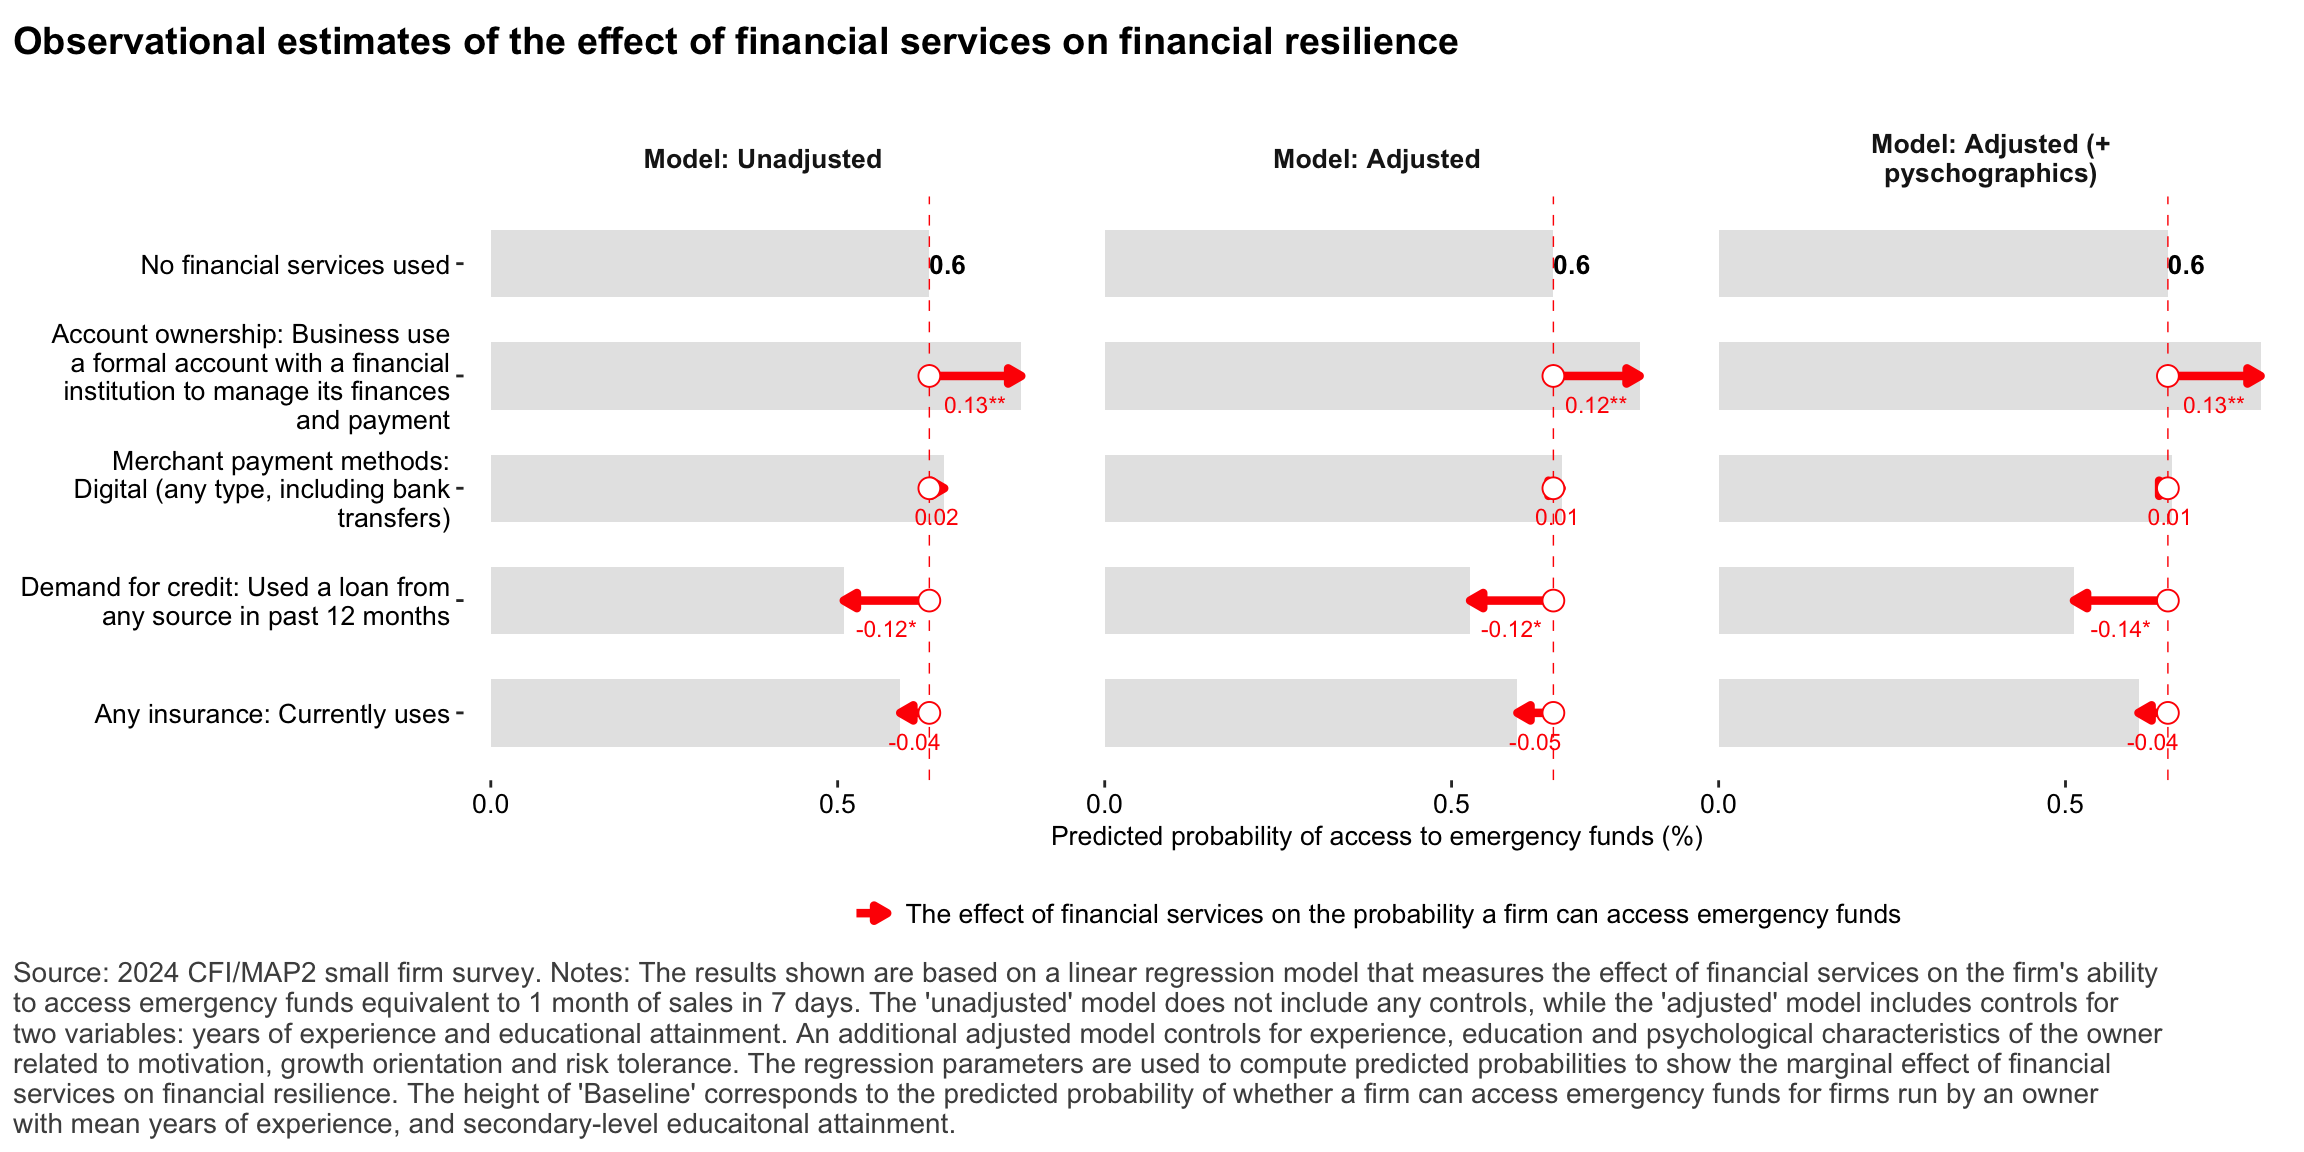 Observational estimates of the effect of financial services on financial resilience
Model: Unadjusted
Model: Adjusted
Model: Adjusted (+
pyschographics)
No financial services used
0.6
0.6
0.6
Account ownership: Business use
a formal account with a financial
institution to manage its finances
and payment
0.13**
0.12**
0.13**
Merchant payment methods:
Digital (any type, including bank
transfers)
0.02
0.01
0.01
Demand for credit: Used a loan from
any source in past 12 months
-0.12*
-0.12*
-0.14*
Any insurance: Currently uses
-0.04
-0.05
-0.04
0.0
0.5
0.0
0.5
0.0
0.5
Predicted probability of access to emergency funds (%)
The effect of financial services on the probability a firm can access emergency funds
Source: 2024 CFI/MAP2 small firm survey. Notes: The results shown are based on a linear regression model that measures the effect of financial services on the firm's ability
to access emergency funds equivalent to 1 month of sales in 7 days. The 'unadjusted' model does not include any controls, while the 'adjusted' model includes controls for
two variables: years of experience and educational attainment. An additional adjusted model controls for experience, education and psychological characteristics of the owner
related to motivation, growth orientation and risk tolerance. The regression parameters are used to compute predicted probabilities to show the marginal effect of financial
services on financial resilience. The height of 'Baseline' corresponds to the predicted probability of whether a firm can access emergency funds for firms run by an owner
with mean years of experience, and secondary-level educaitonal attainment.